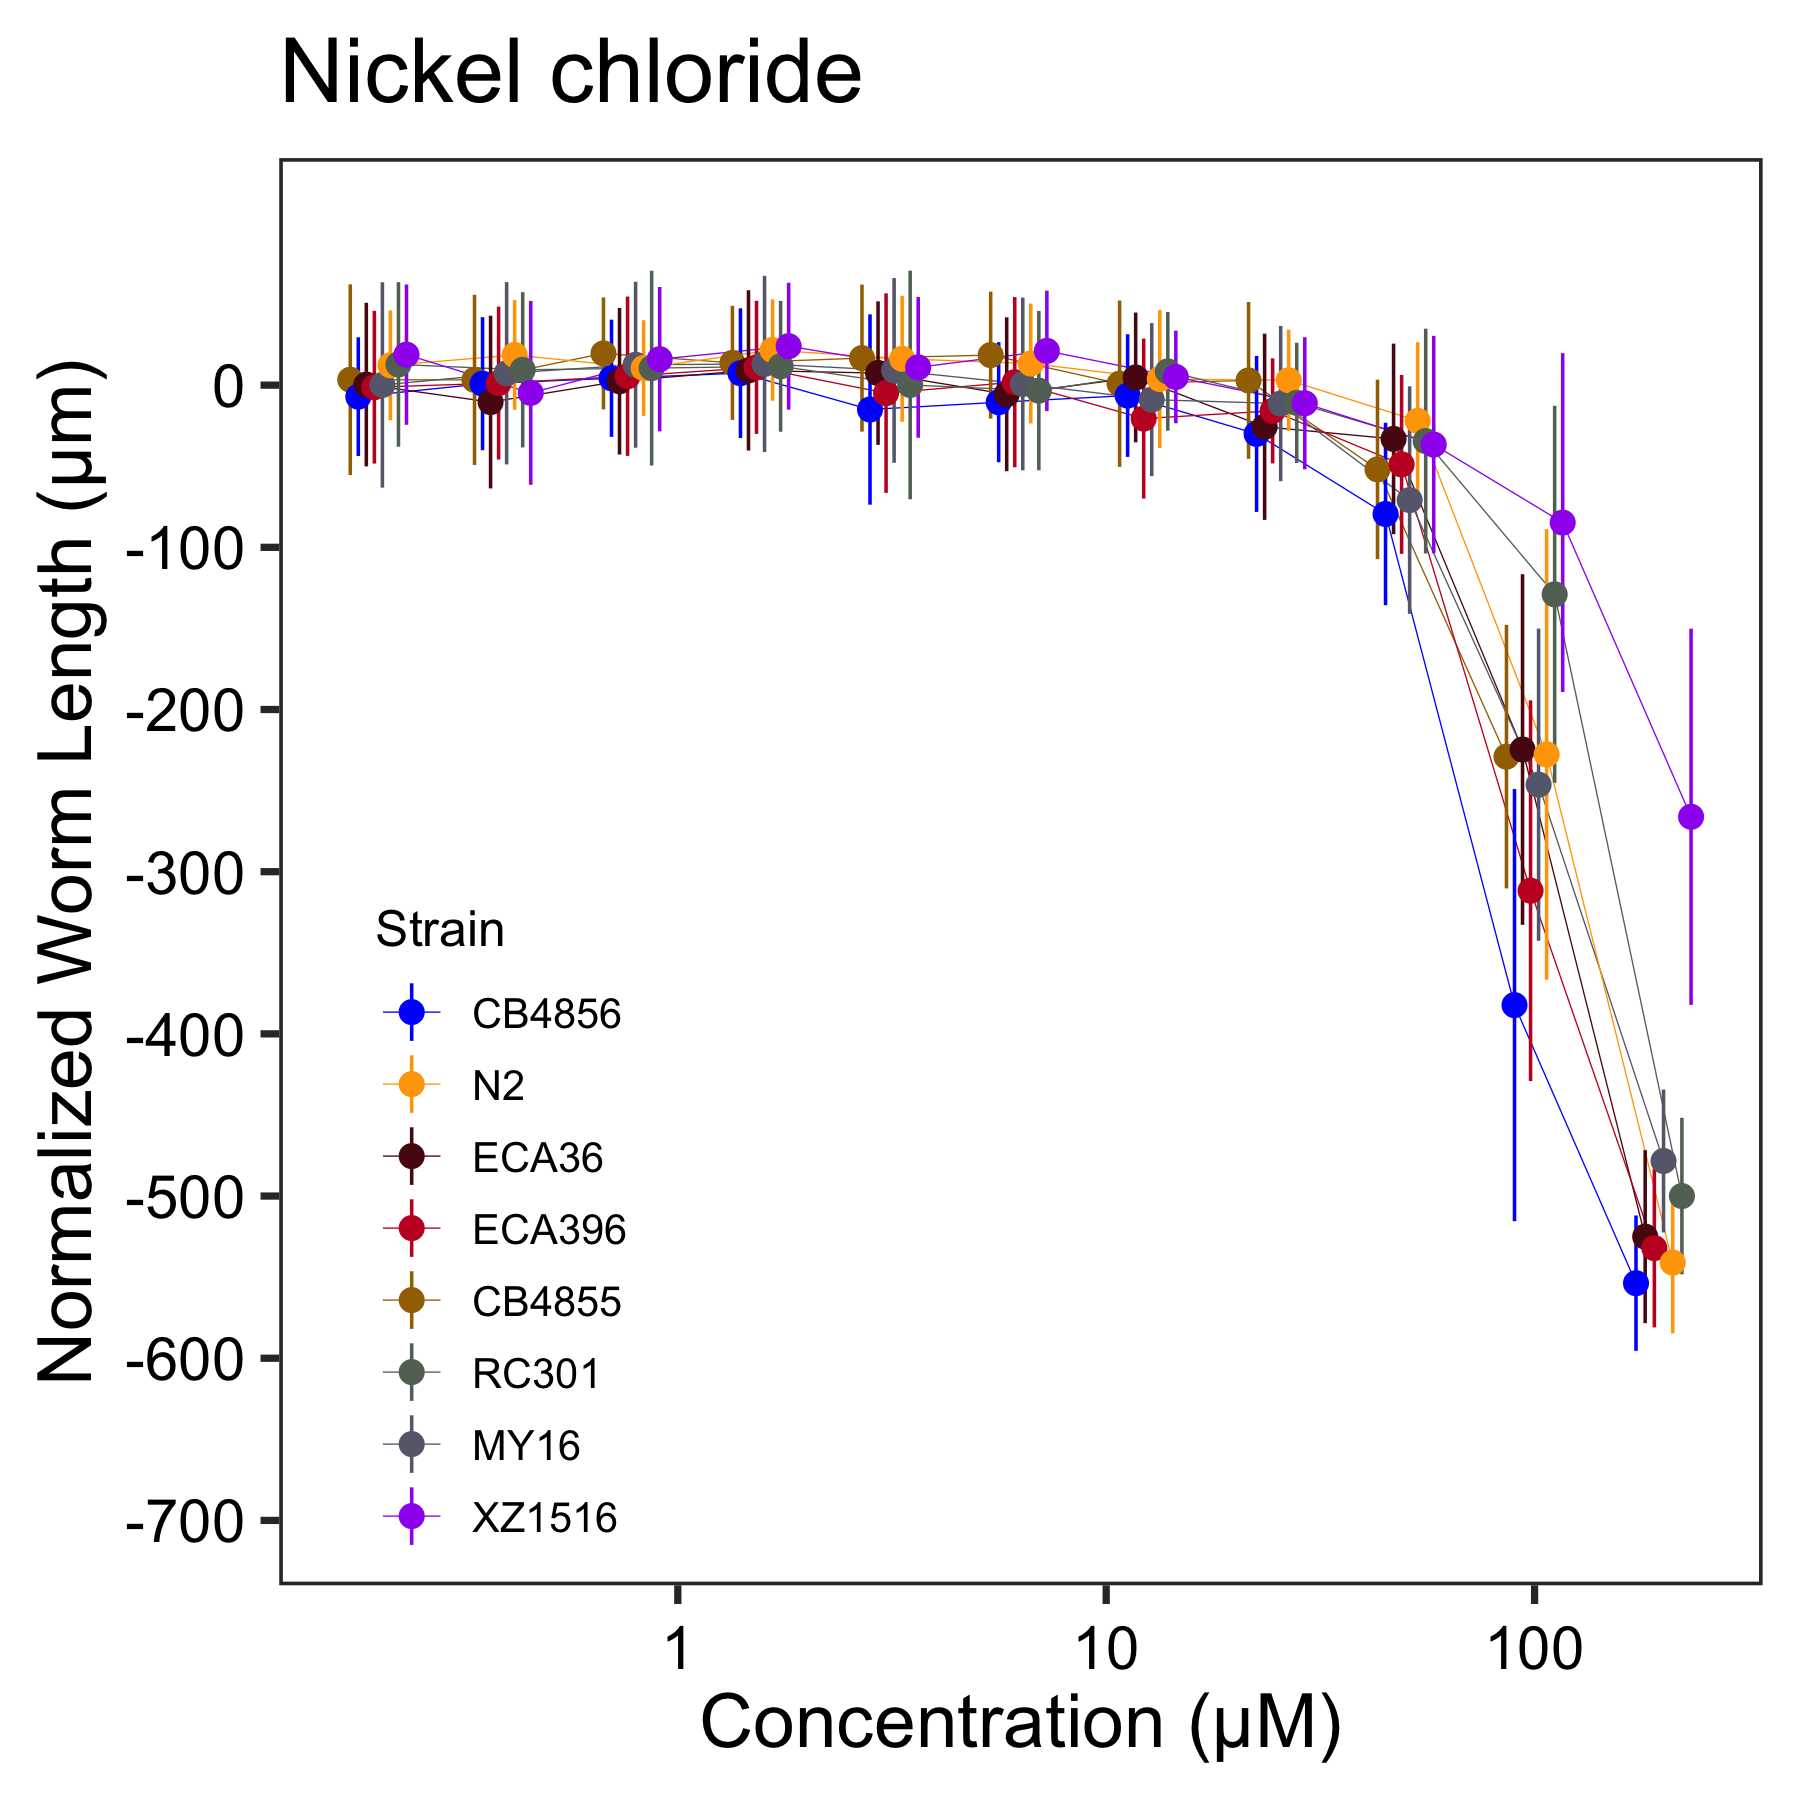 Nickel chloride
Normalized Worm Length (µm)
0
-100
-200
-300
-400
-500
-600
-700
Strain
CB4856
N2
ECA36
ECA396
CB4855
RC301
MY16
XZ1516
1
10
100
Concentration (µM)